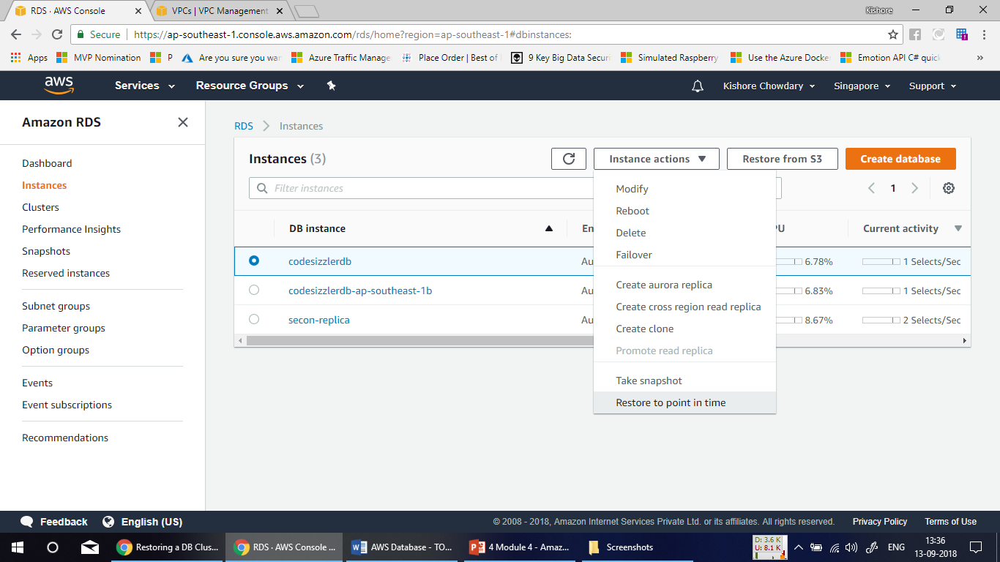 RDS · AWS Console
VPCs | VPC Management
Kishore
Secure
https://ap-southeast-1.console.aws.amazon.com/rds/home?region=ap-southeast-1#dbinstances:
Apps
MVP Nomination
P
Are you sure you wan
Azure Traffic Manage
Place Order | Best of
9 Key Big Data Securi
Simulated Raspberry
Use the Azure Docke
Emotion API C# quick
»
aws
Services
Resource Groups
Kishore Chowdary
Singapore
Support
Amazon RDS
Dashboard
Instances
Clusters
Performance Insights
Snapshots
Reserved instances
Subnet groups
Parameter groups
Option groups
Events
Event subscriptions
Recommendations
RDS
Instances
Instances (3)
Instance actions
Restore from S3
Create database
Filter instances
1
DB instance
En
PU
Current activity
codesizzlerdb
Au
6.78%
1 Selects/Sec
codesizzlerdb-ap-southeast-1b
Au
6.83%
1 Selects/Sec
secon-replica
Au
8.67%
2 Selects/Sec
Modify
Reboot
Delete
Failover
Create aurora replica
Create cross region read replica
Create clone
Promote read replica
Take snapshot
Restore to point in time
Feedback
English (US)
© 2008 - 2018, Amazon Internet Services Private Ltd. or its affiliates. All rights reserved.
Privacy Policy
Terms of Use
Restoring a DB Clus...
RDS · AWS Console ...
AWS Database - TO...
4 Module 4 - Amaz...
Screenshots
D: 3.6 K
U: 8.1 K
ENG
13:36
13-09-2018